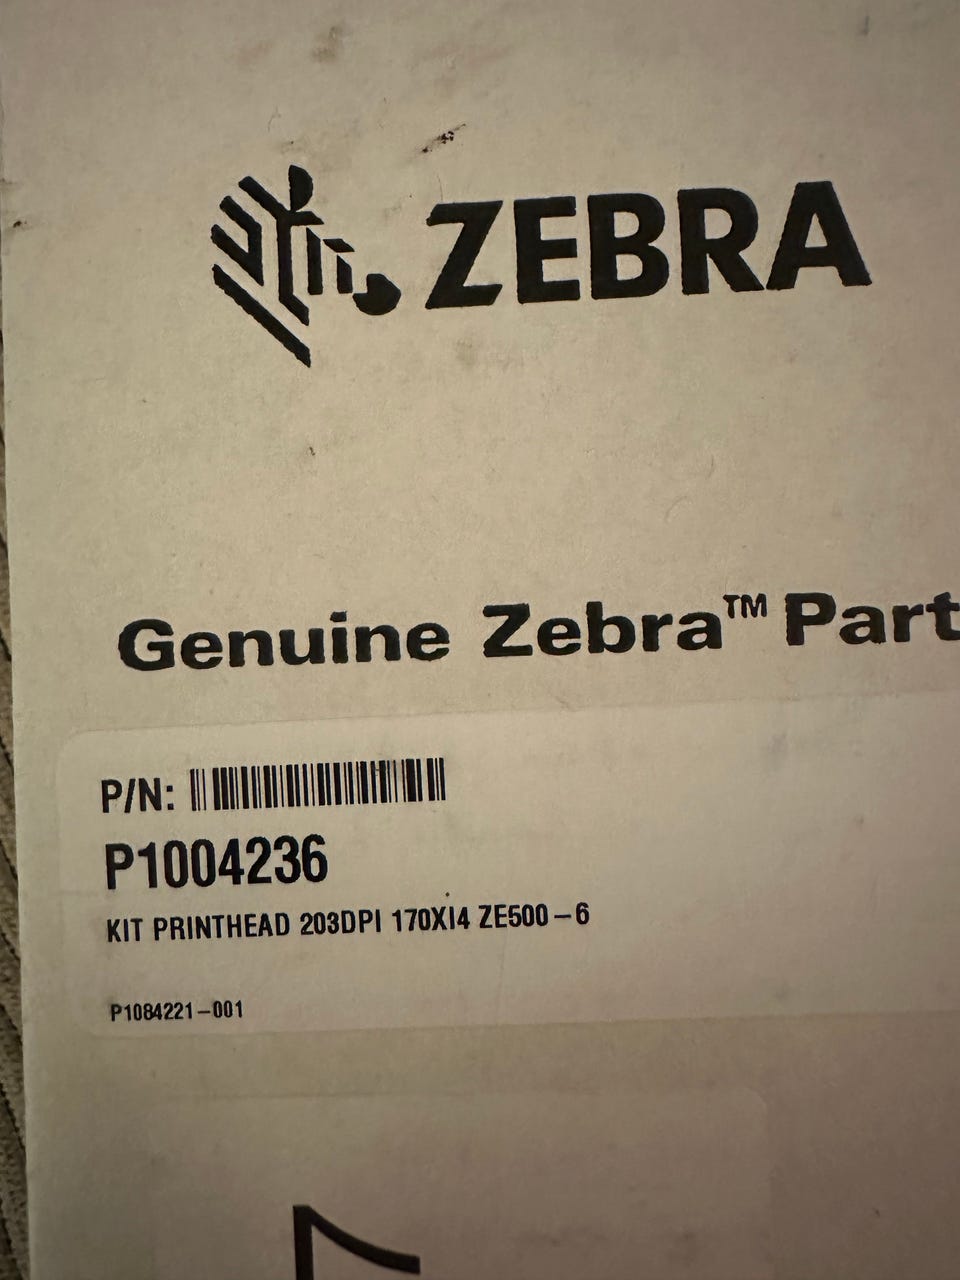 ZEBRA
Genuine Zebra™ Part
P/N:
P1004236
KIT PRINTHEAD 203DPI 170XI4 ZE500-6
P1084221-001